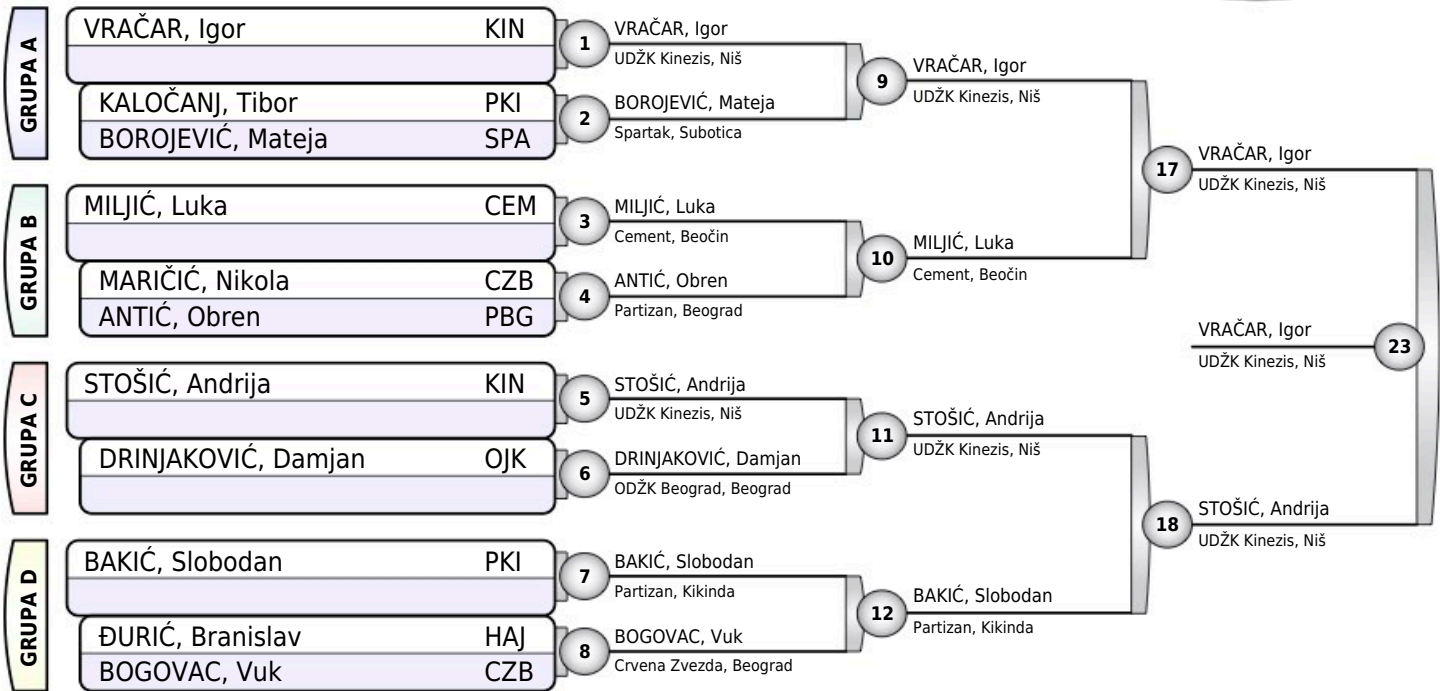 GRUPA A
VRAČAR, Igor KIN
KALOČANJ, Tibor PKI
BOROJEVIĆ, Mateja SPA
GRUPA B
MILJIĆ, Luka CEM
MARIČIĆ, Nikola CZB
ANTIĆ, Obren PBG
GRUPA C
STOŠIĆ, Andrija KIN
DRINJAKOVIĆ, Damjan OJK
GRUPA D
BAKIĆ, Slobodan PKI
ĐURIĆ, Branislav HAJ
BOGOVAC, Vuk CZB
1
VRAČAR, Igor
UDŽK Kinezis, Niš
2
BOROJEVIĆ, Mateja
Spartak, Subotica
3
MILJIĆ, Luka
Cement, Beočin
4
ANTIĆ, Obren
Partizan, Beograd
5
STOŠIĆ, Andrija
UDŽK Kinezis, Niš
6
DRINJAKOVIĆ, Damjan
ODŽK Beograd, Beograd
7
BAKIĆ, Slobodan
Partizan, Kikinda
8
BOGOVAC, Vuk
Crvena Zvezda, Beograd
9
VRAČAR, Igor
UDŽK Kinezis, Niš
10
MILJIĆ, Luka
Cement, Beočin
11
STOŠIĆ, Andrija
UDŽK Kinezis, Niš
12
BAKIĆ, Slobodan
Partizan, Kikinda
17
VRAČAR, Igor
UDŽK Kinezis, Niš
18
STOŠIĆ, Andrija
UDŽK Kinezis, Niš
VRAČAR, Igor
UDŽK Kinezis, Niš
23